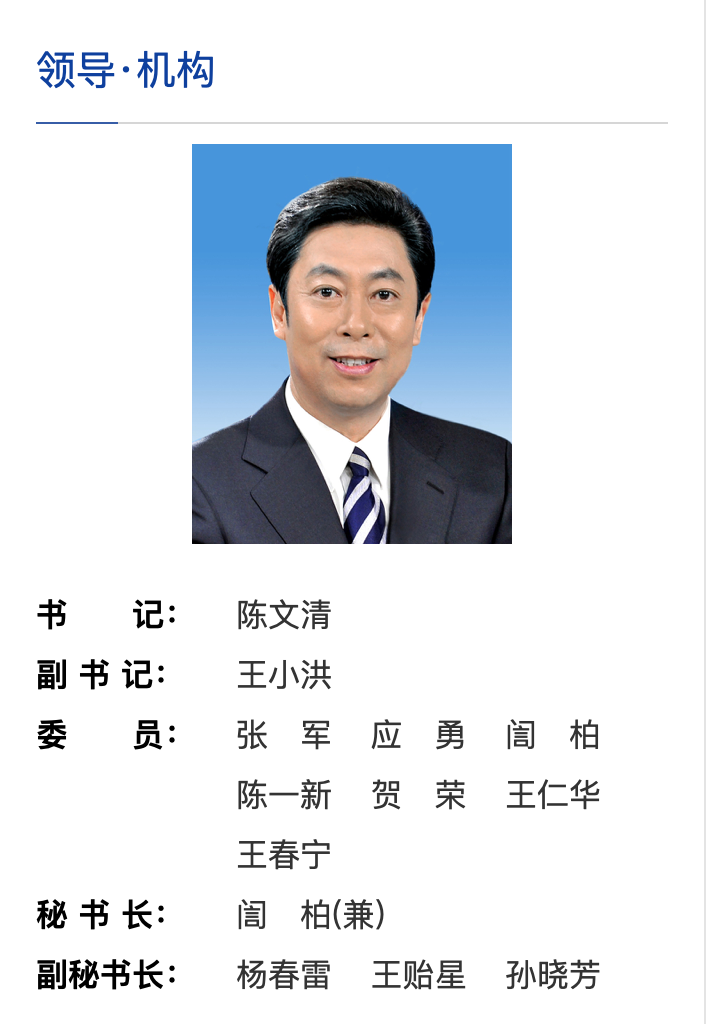 领导·机构
书 记： 陈文清
副 书 记： 王小洪
委 员： 张 军 应 勇 訚 柏
陈一新 贺 荣 王仁华
王春宁
秘 书 长： 訚 柏(兼)
副秘书长： 杨春雷 王贻星 孙晓芳